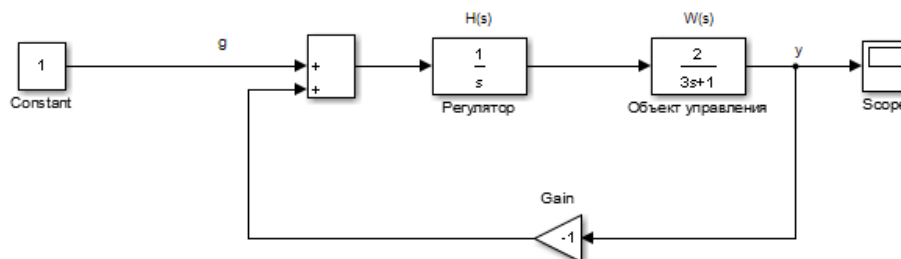 H(s)
W(s)
g
y
1
+
+
1
s
2
3s+1
Constant
Регулятор
Объект управления
Scope
Gain
-1